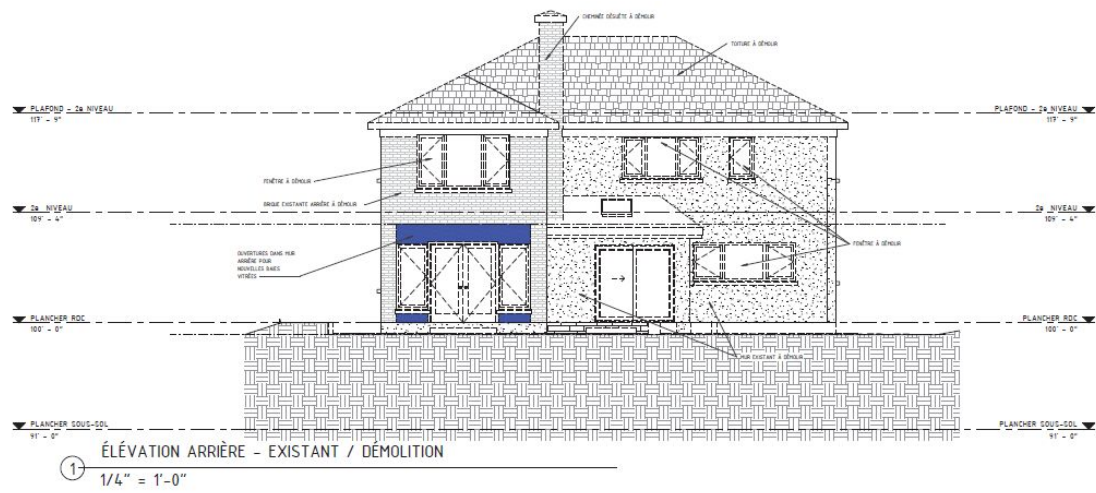 CHEMINÉE DÉSUÈTE À DÉMOLIR
TOITURE À DÉMOLIR
PLAFOND - 2e NIVEAU
117' - 9"
PLAFOND - 2e NIVEAU
117' - 9"
FENÊTRE À DÉMOLIR
BRIQUE EXISTANTE ARRIÈRE À DÉMOLIR
2e NIVEAU
109' - 4"
2e NIVEAU
109' - 4"
FENÊTRE À DÉMOLIR
OUVERTURES DANS MUR
ARRIÈRE POUR
NOUVELLES BAIES
VITRÉES
PLANCHER RDC
100' - 0"
PLANCHER RDC
100' - 0"
MUR EXISTANT À DÉMOLIR
PLANCHER SOUS-SOL
91' - 0"
PLANCHER SOUS-SOL
91' - 0"
1
ÉLÉVATION ARRIÈRE - EXISTANT / DÉMOLITION
1/4" = 1'-0"